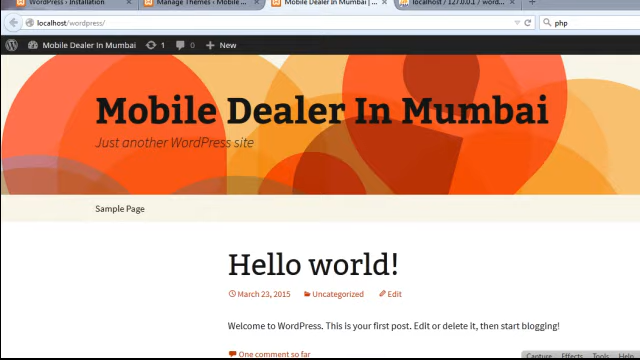 WordPress › Installation
Manage Themes ‹ Mobile ...
Mobile Dealer In Mumbai | ...
localhost / 127.0.0.1 / word...
localhost/wordpress/
php
Mobile Dealer In Mumbai
1
0
+ New
Mobile Dealer In Mumbai
Just another WordPress site
Sample Page
Hello world!
March 23, 2015
Uncategorized
Edit
Welcome to WordPress. This is your first post. Edit or delete it, then start blogging!
One comment so far
Capture
Effects
Tools
Help